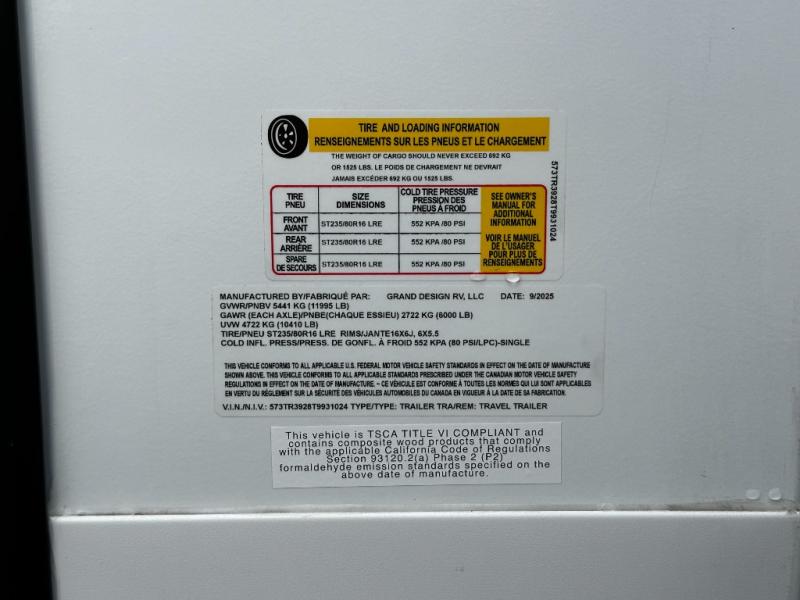 TIRE AND LOADING INFORMATION
RENSEIGNEMENTS SUR LES PNEUS ET LE CHARGEMENT
THE WEIGHT OF CARGO SHOULD NEVER EXCEED 692 KG
OR 1525 LBS. LE POIDS DE CHARGEMENT NE DEVRAIT
JAMAIS EXCÉDER 692 KG OU 1525 LBS.
TIRE
PNEU
SIZE
DIMENSIONS
COLD TIRE PRESSURE
PRESSION DES
PNEUS À FROID
FRONT
AVANT
ST235/80R16 LRE
552 KPA /80 PSI
REAR
ARRIÈRE
ST235/80R16 LRE
552 KPA /80 PSI
SPARE
DE SECOURS
ST235/80R16 LRE
552 KPA /80 PSI
SEE OWNER'S
MANUAL FOR
ADDITIONAL
INFORMATION
VOIR LE MANUEL
DE L'USAGER
POUR PLUS DE
RENSEIGNEMENTS
573TR3928T9931024
MANUFACTURED BY/FABRIQUÉ PAR: GRAND DESIGN RV, LLC DATE: 9/2025
GVWR/PNBV 5441 KG (11995 LB)
GAWR (EACH AXLE)/PNBE(CHAQUE ESSIEU) 2722 KG (6000 LB)
UVW 4722 KG (10410 LB)
TIRE/PNEU ST235/80R16 LRE RIMS/JANTE16X6J, 6X5.5
COLD INFL. PRESS/PRESS. DE GONFL. À FROID 552 KPA (80 PSI/LPC)-SINGLE
THIS VEHICLE CONFORMS TO ALL APPLICABLE U.S. FEDERAL MOTOR VEHICLE SAFETY STANDARDS IN EFFECT ON THE DATE OF MANUFACTURE
THIS VEHICLE CONFORMS TO ALL APPLICABLE STANDARDS PRESCRIBED UNDER THE CANADIAN MOTOR VEHICLE SAFETY
REGULATIONS IN EFFECT ON THE DATE OF MANUFACTURE. ~ CE VÉHICULE EST CONFORME À TOUTES LES NORMES QUI LUI SONT APPLICABLES
EN VERTU DU RÈGLEMENT SUR LA SÉCURITÉ DES VÉHICULES AUTOMOBILES DU CANADA EN VIGUEUR À LA DATE DE SA FABRICATION.
V.I.N./N.I.V.: 573TR3928T9931024 TYPE/TYPE: TRAILER TRA/REM: TRAVEL TRAILER
This vehicle is TSCA TITLE VI COMPLIANT and
contains composite wood products that comply
with the applicable California Code of Regulations
Section 93120.2(a) Phase 2 (P2)
formaldehyde emission standards specified on the
above date of manufacture.